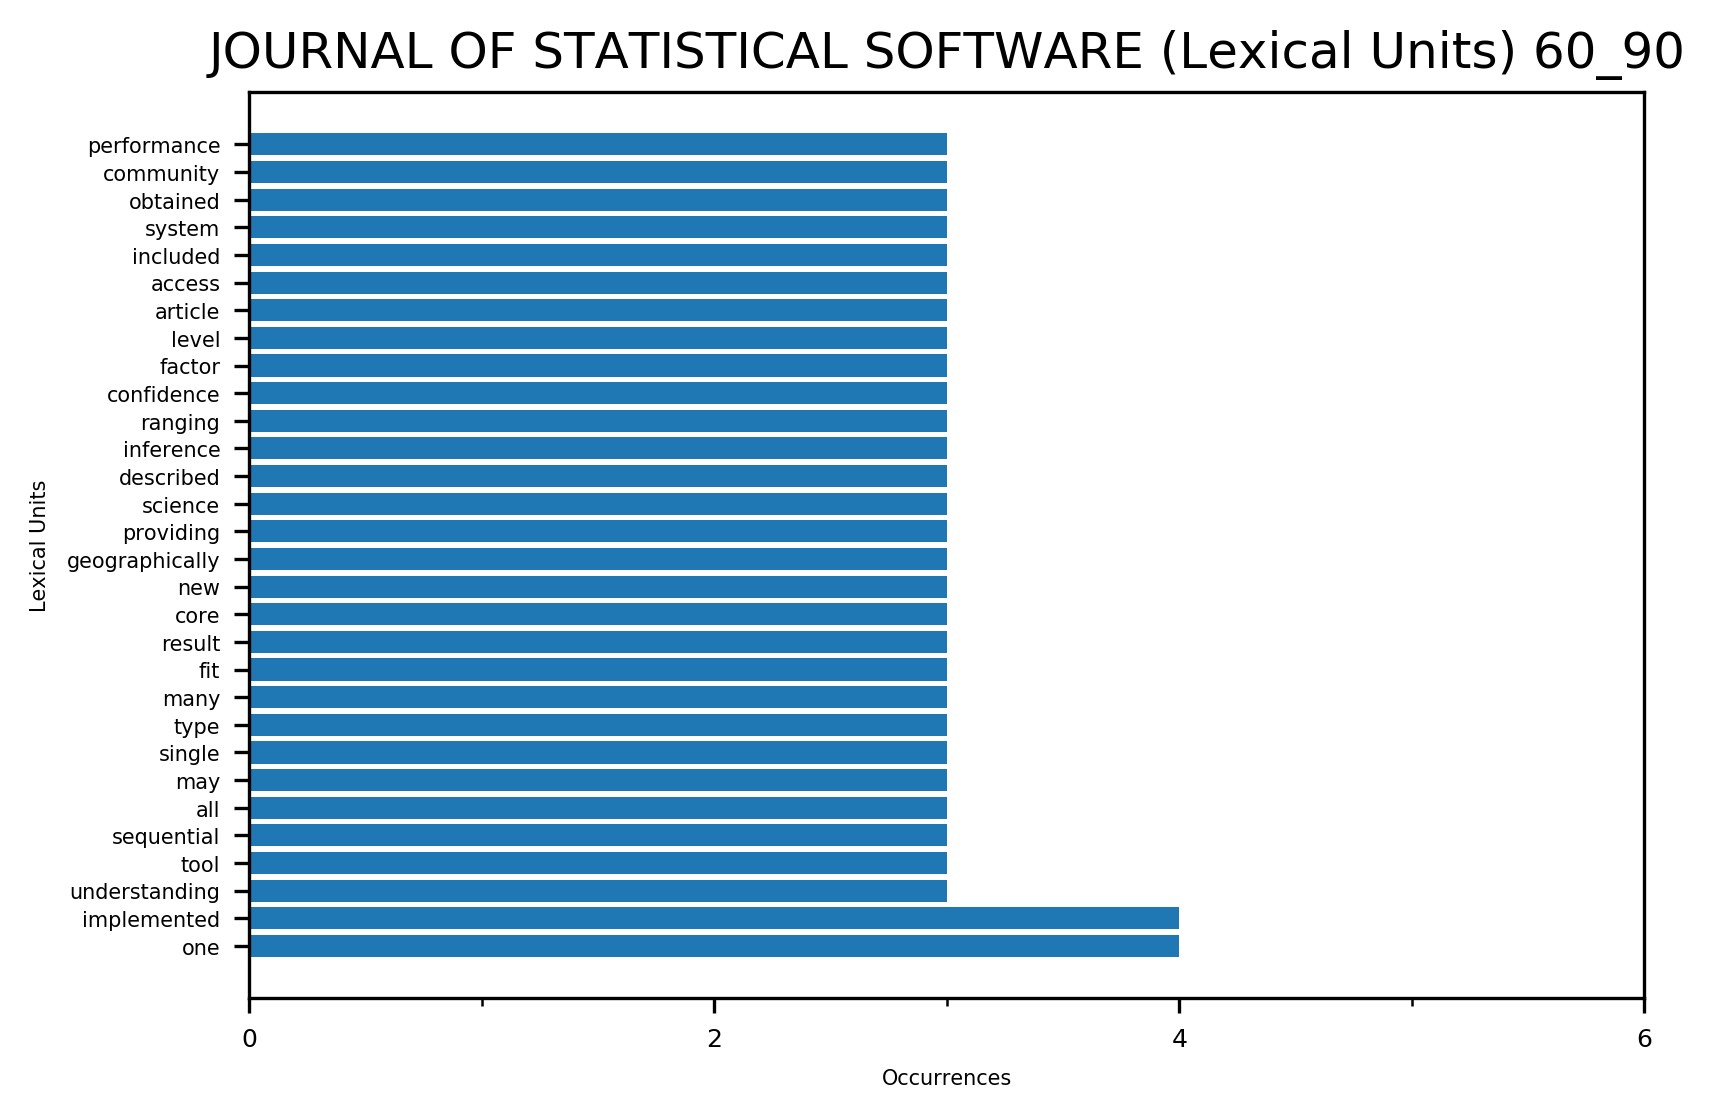 JOURNAL OF STATISTICAL SOFTWARE (Lexical Units) 60_90
Lexical Units
performance
community
obtained
system
included
access
article
level
factor
confidence
ranging
inference
described
science
providing
geographically
new
core
result
fit
many
type
single
may
all
sequential
tool
understanding
implemented
one
0 2 4 6
Occurrences